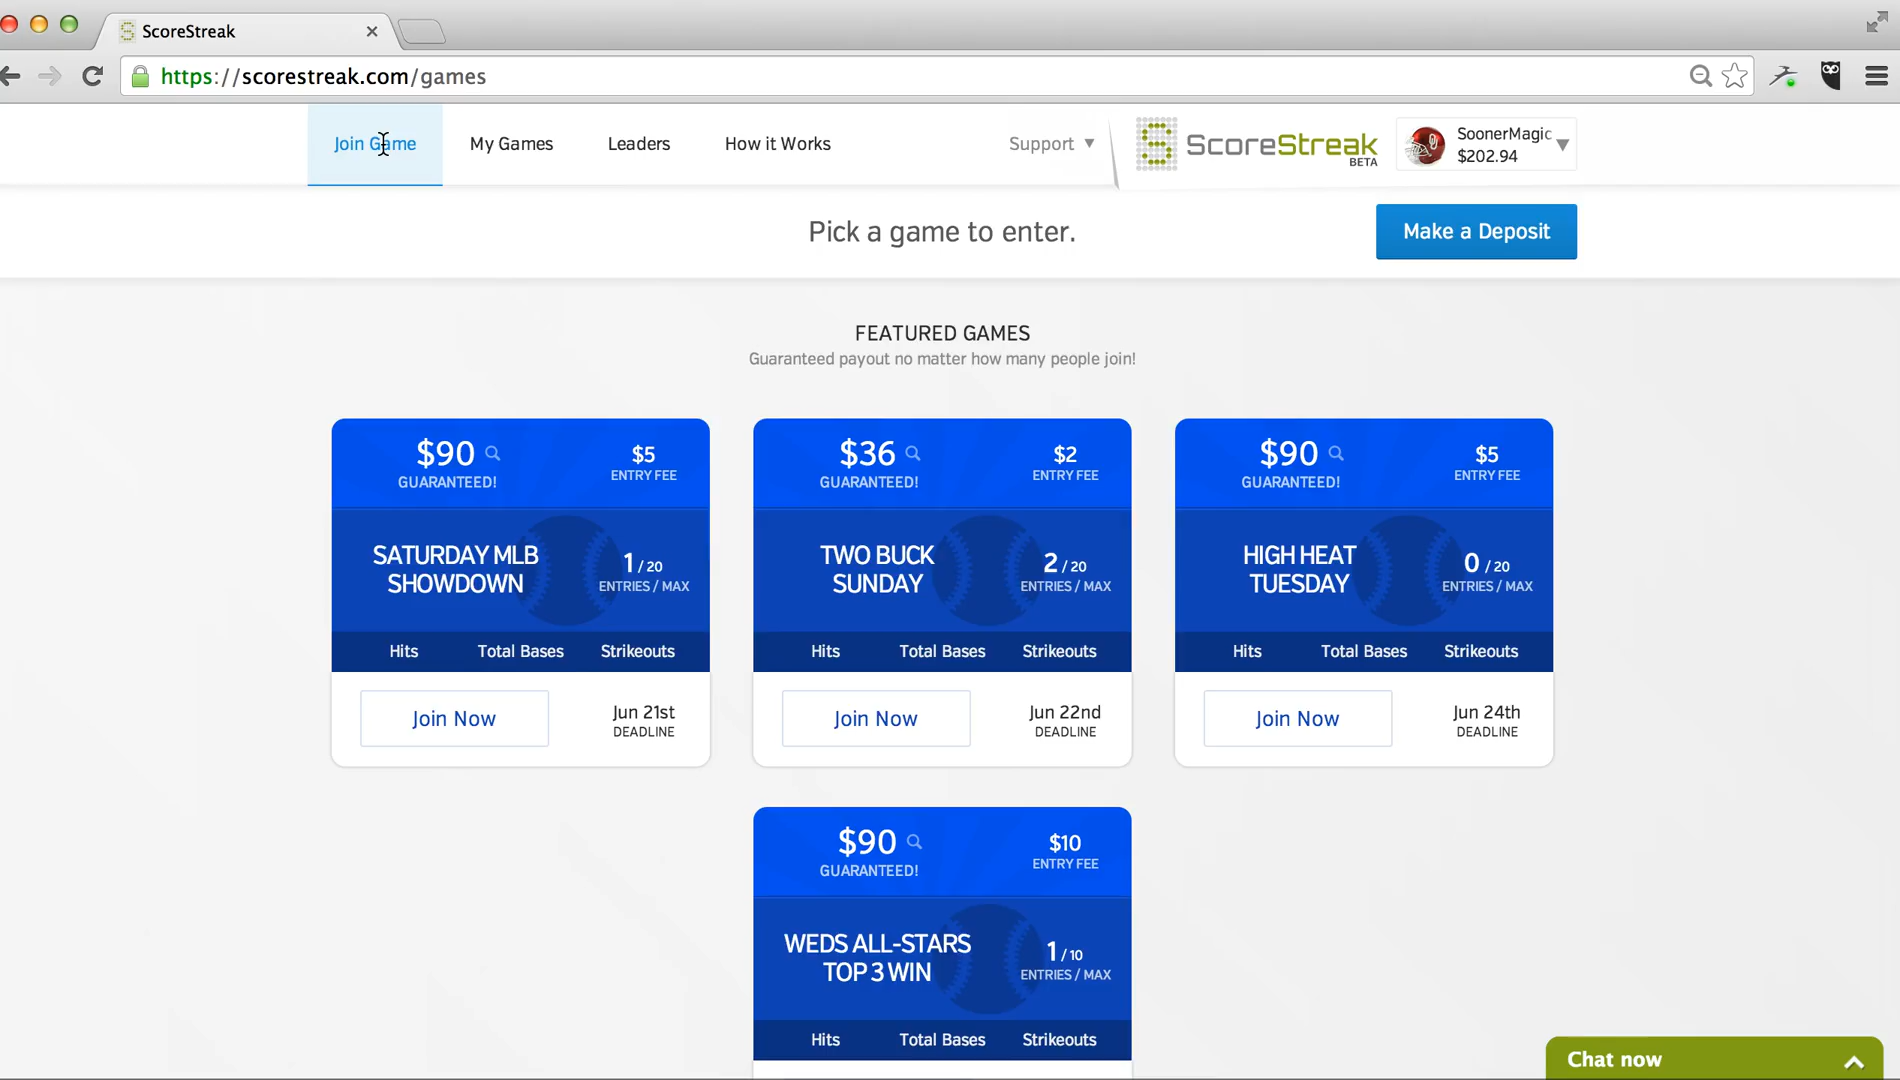 ScoreStreak
https://scorestreak.com/games
Join Game
My Games
Leaders
How it Works
Support
ScoreStreak
BETA
SoonerMagic
$202.94
Pick a game to enter.
Make a Deposit
FEATURED GAMES
Guaranteed payout no matter how many people join!
$90
GUARANTEED!
$5
ENTRY FEE
SATURDAY MLB
SHOWDOWN
1 / 20
ENTRIES / MAX
Hits Total Bases Strikeouts
Join Now
Jun 21st
DEADLINE
$36
GUARANTEED!
$2
ENTRY FEE
TWO BUCK
SUNDAY
2 / 20
ENTRIES / MAX
Hits Total Bases Strikeouts
Join Now
Jun 22nd
DEADLINE
$90
GUARANTEED!
$5
ENTRY FEE
HIGH HEAT
TUESDAY
0 / 20
ENTRIES / MAX
Hits Total Bases Strikeouts
Join Now
Jun 24th
DEADLINE
$90
GUARANTEED!
$10
ENTRY FEE
WEDS ALL-STARS
TOP 3 WIN
1 / 10
ENTRIES / MAX
Hits Total Bases Strikeouts
Chat now